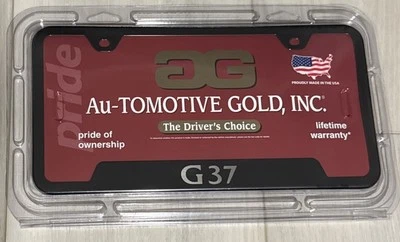 pride
AG
PROUDLY MADE IN THE USA
Au-TOMOTIVE GOLD, INC.
The Driver's Choice
pride of
ownership
lifetime
warranty*
G37